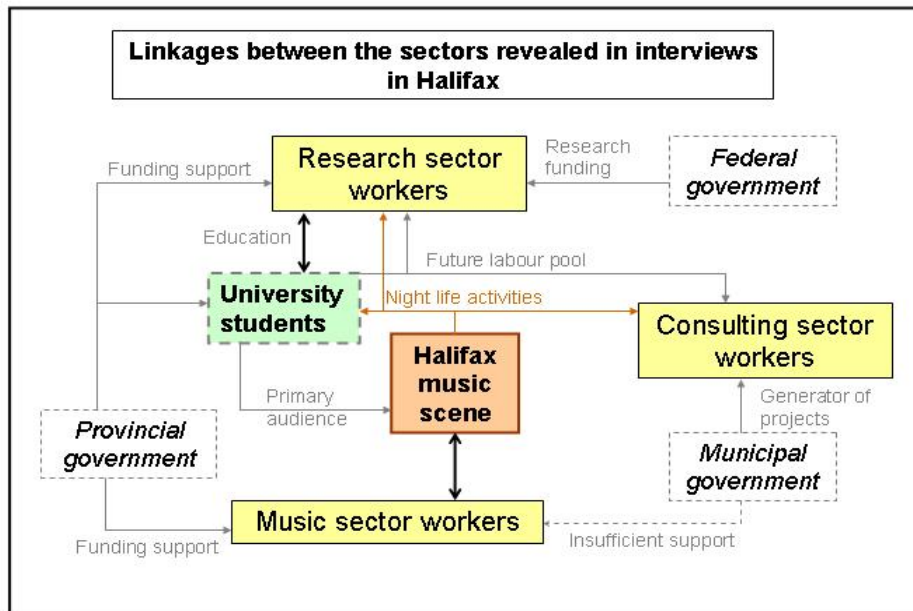 Linkages between the sectors revealed in interviews
in Halifax
Funding support
Research sector
workers
Research
funding
Federal
government
Education
Future labour pool
University
students
Night life activities
Consulting sector
workers
Halifax
music
scene
Primary
audience
Generator of
projects
Provincial
government
Municipal
government
Music sector workers
Funding support
Insufficient support